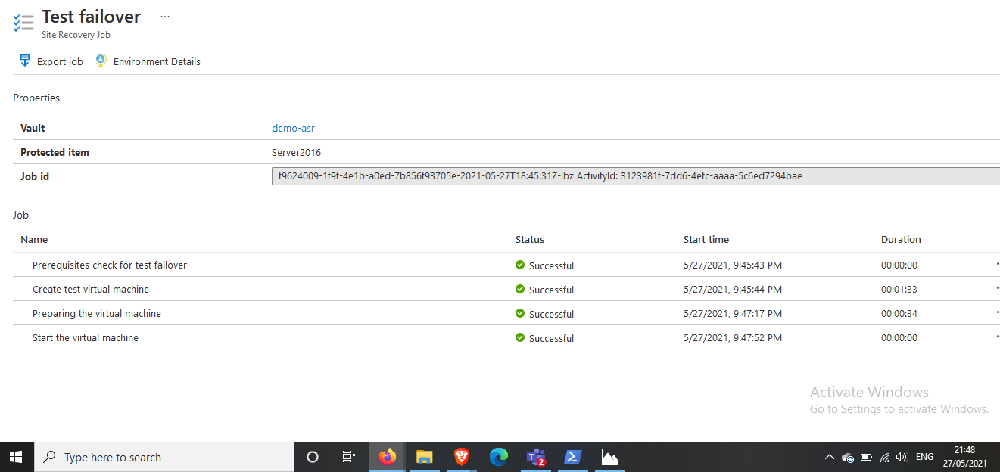 Test failover ...
Site Recovery Job
Export job Environment Details
Properties
Vault demo-asr
Protected item Server2016
Job id f9624009-1f9f-4e1b-a0ed-7b856f93705e-2021-05-27T18:45:31Z-Ibz ActivityId: 3123981f-7dd6-4efc-aaaa-5c6ed7294bae
Job
Name Status Start time Duration
Prerequisites check for test failover Successful 5/27/2021, 9:45:43 PM 00:00:00
Create test virtual machine Successful 5/27/2021, 9:45:44 PM 00:01:33
Preparing the virtual machine Successful 5/27/2021, 9:47:17 PM 00:00:34
Start the virtual machine Successful 5/27/2021, 9:47:52 PM 00:00:00
Activate Windows
Go to Settings to activate Windows.
Type here to search T 2 ENG 21:48
27/05/2021